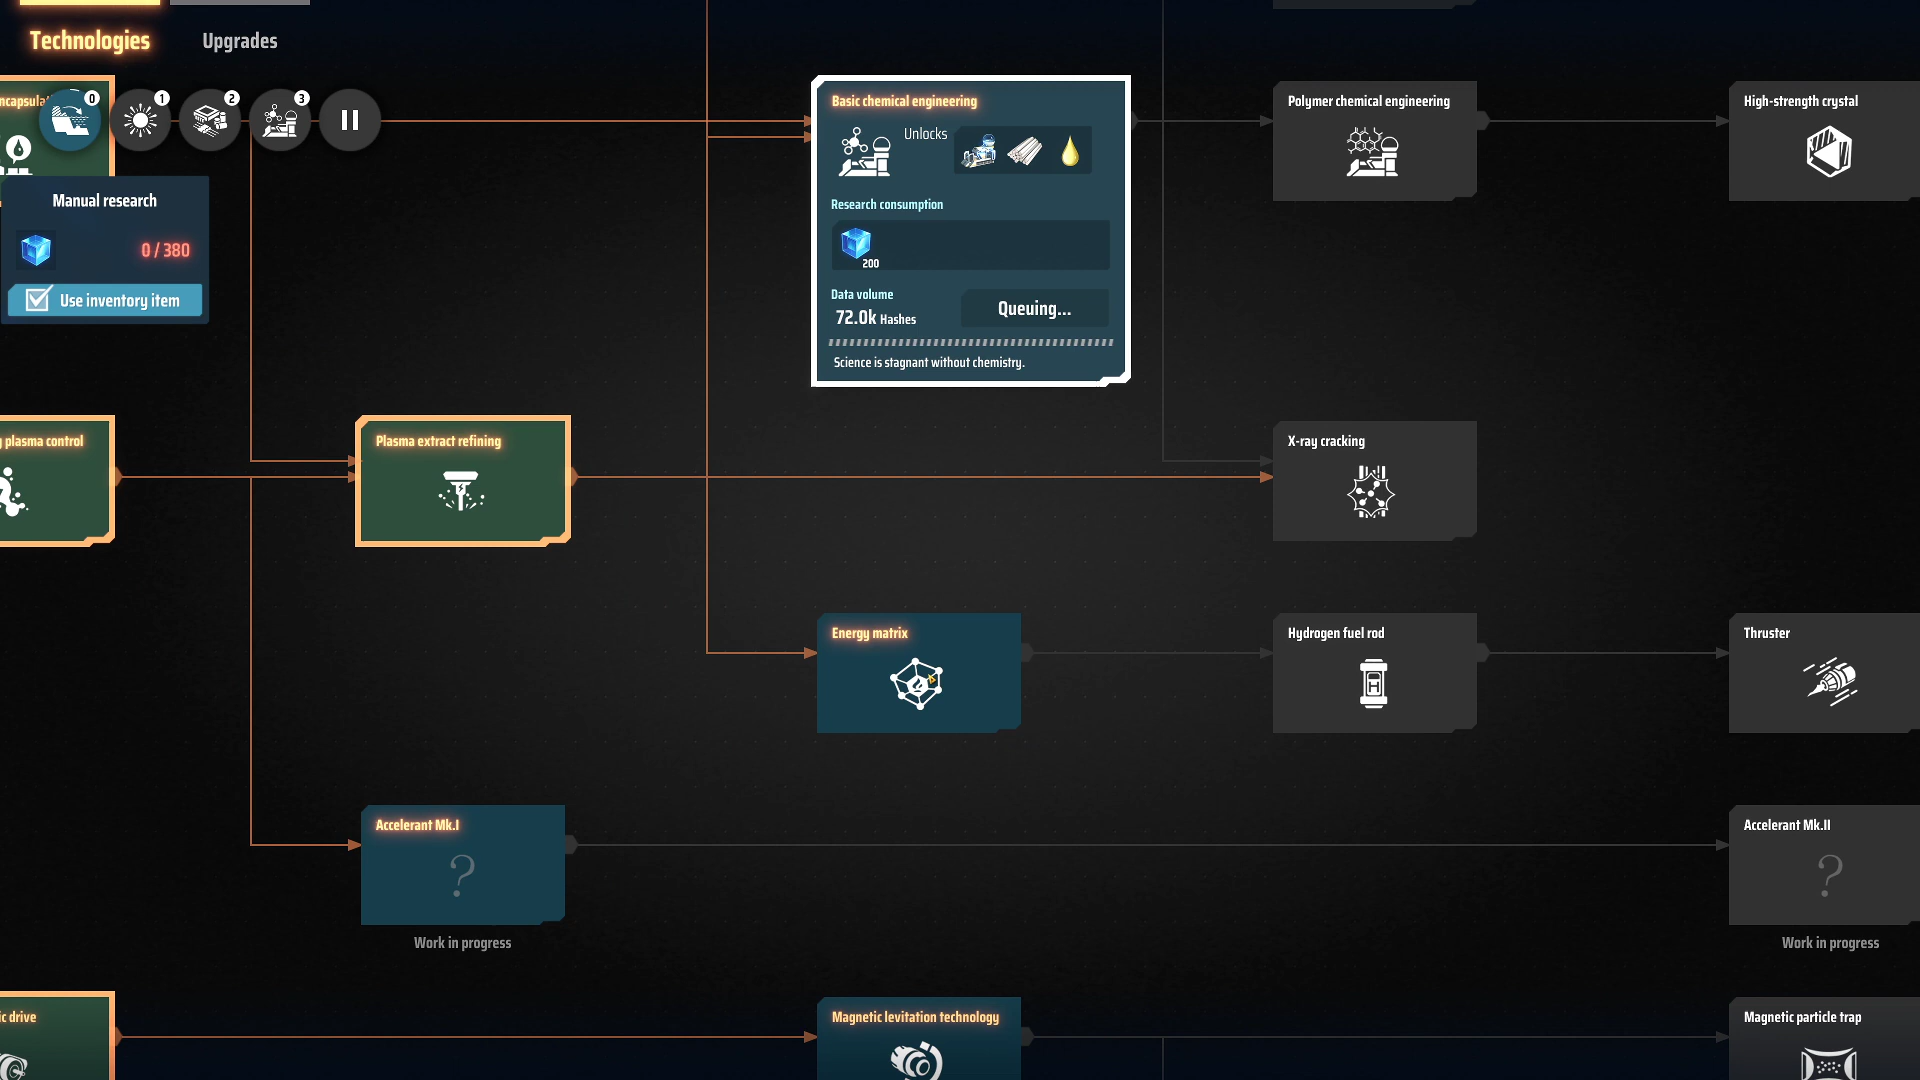 Technologies
Upgrades
ncapsula
0
1
2
3
Manual research
0 / 380
Use inventory item
Basic chemical engineering
Unlocks
Research consumption
200
Data volume
72.0k Hashes
Queuing...
Science is stagnant without chemistry.
Polymer chemical engineering
High-strength crystal
plasma control
Plasma extract refining
X-ray cracking
Energy matrix
Hydrogen fuel rod
Thruster
Accelerant Mk.I
?
Work in progress
Accelerant Mk.II
?
Work in progress
ic drive
Magnetic levitation technology
Magnetic particle trap